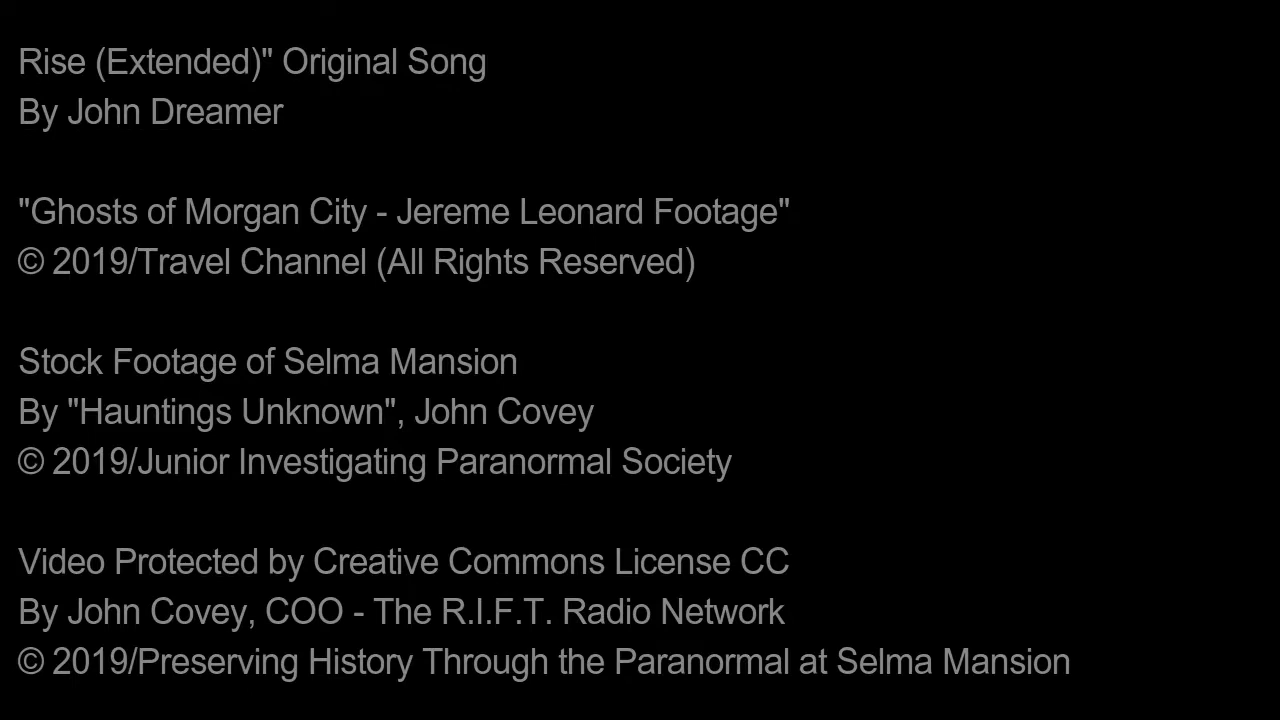 Rise (Extended)" Original Song
By John Dreamer
"Ghosts of Morgan City - Jereme Leonard Footage"
© 2019/Travel Channel (All Rights Reserved)
Stock Footage of Selma Mansion
By "Hauntings Unknown", John Covey
© 2019/Junior Investigating Paranormal Society
Video Protected by Creative Commons License CC
By John Covey, COO - The R.I.F.T. Radio Network
© 2019/Preserving History Through the Paranormal at Selma Mansion